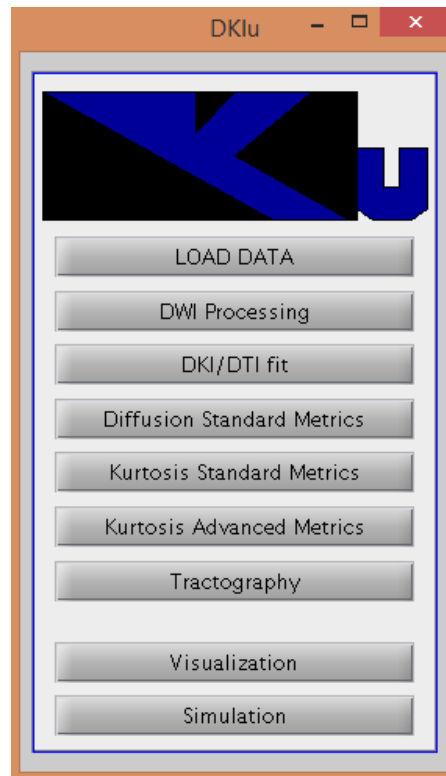 DKIu
LOAD DATA
DWI Processing
DKI/DTI fit
Diffusion Standard Metrics
Kurtosis Standard Metrics
Kurtosis Advanced Metrics
Tractography
Visualization
Simulation